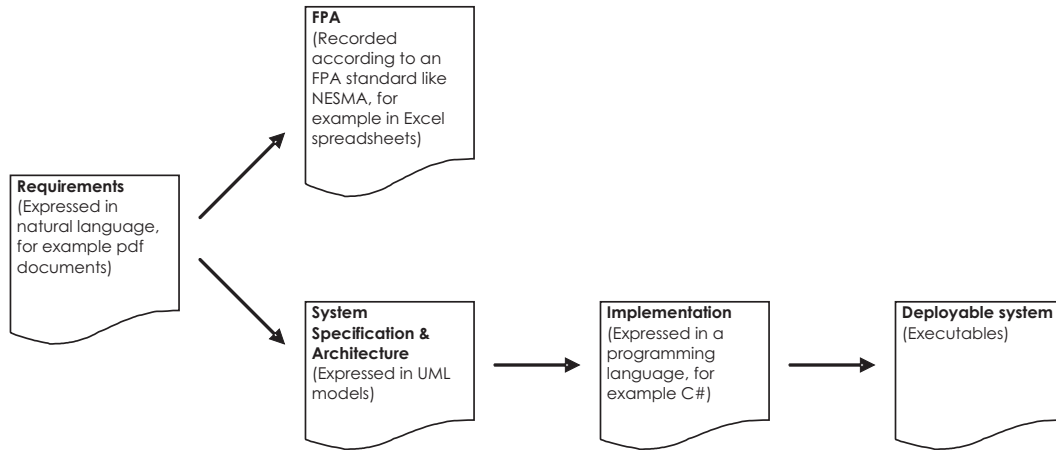 FPA
(Recorded
according to an
FPA standard like
NESMA, for
example in Excel
spreadsheets)
Requirements
(Expressed in
natural language,
for example pdf
documents)
System
Specification &
Architecture
(Expressed in UML
models)
Implementation
(Expressed in a
programming
language, for
example C#)
Deployable system
(Executables)